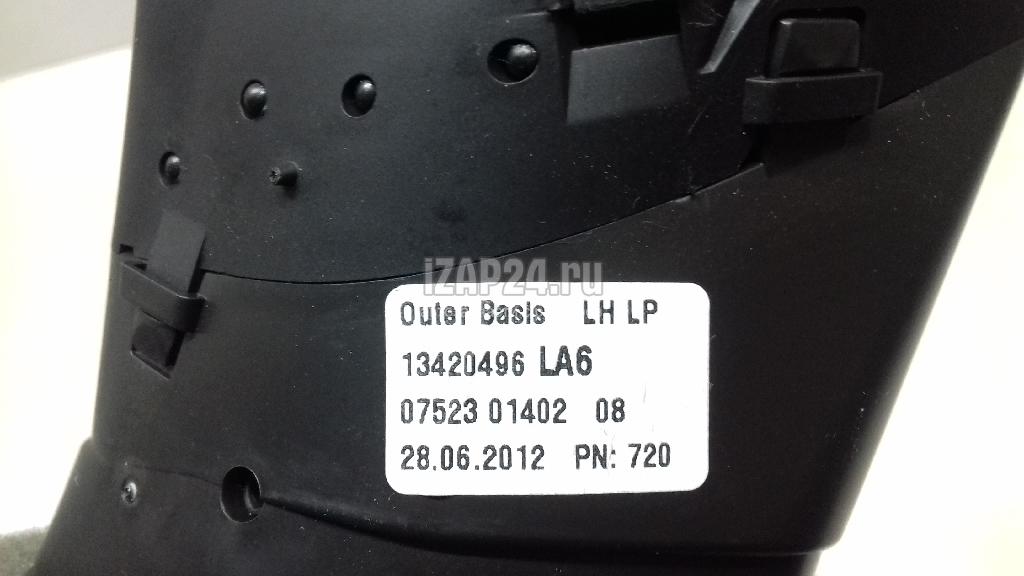 iZAP24.ru
Outer Basis LH LP
13420496 LA6
07523 01402 08
28.06.2012 PN: 720